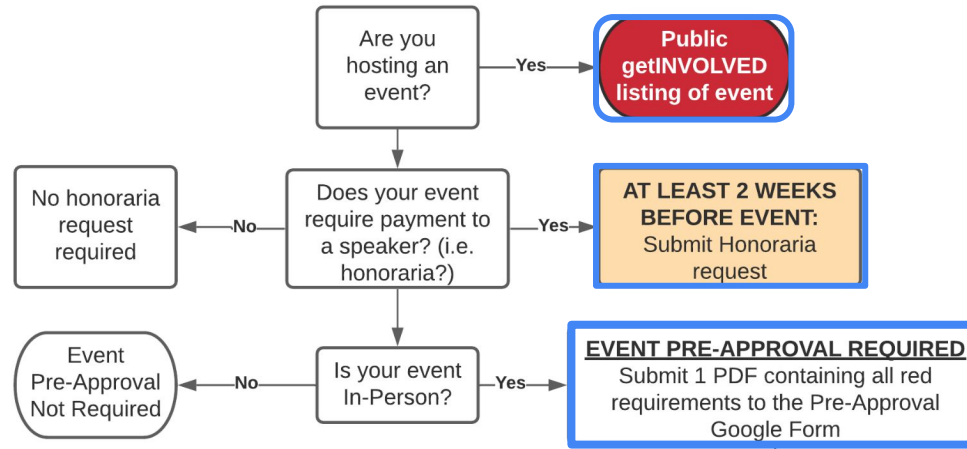 Are you
hosting an
event?
Yes
Public
getINVOLVED
listing of event
No honoraria
request
required
No
Does your event
require payment to
a speaker? (i.e.
honoraria?)
Yes
AT LEAST 2 WEEKS
BEFORE EVENT:
Submit Honoraria
request
Event
Pre-Approval
Not Required
No
Is your event
In-Person?
Yes
EVENT PRE-APPROVAL REQUIRED
Submit 1 PDF containing all red
requirements to the Pre-Approval
Google Form